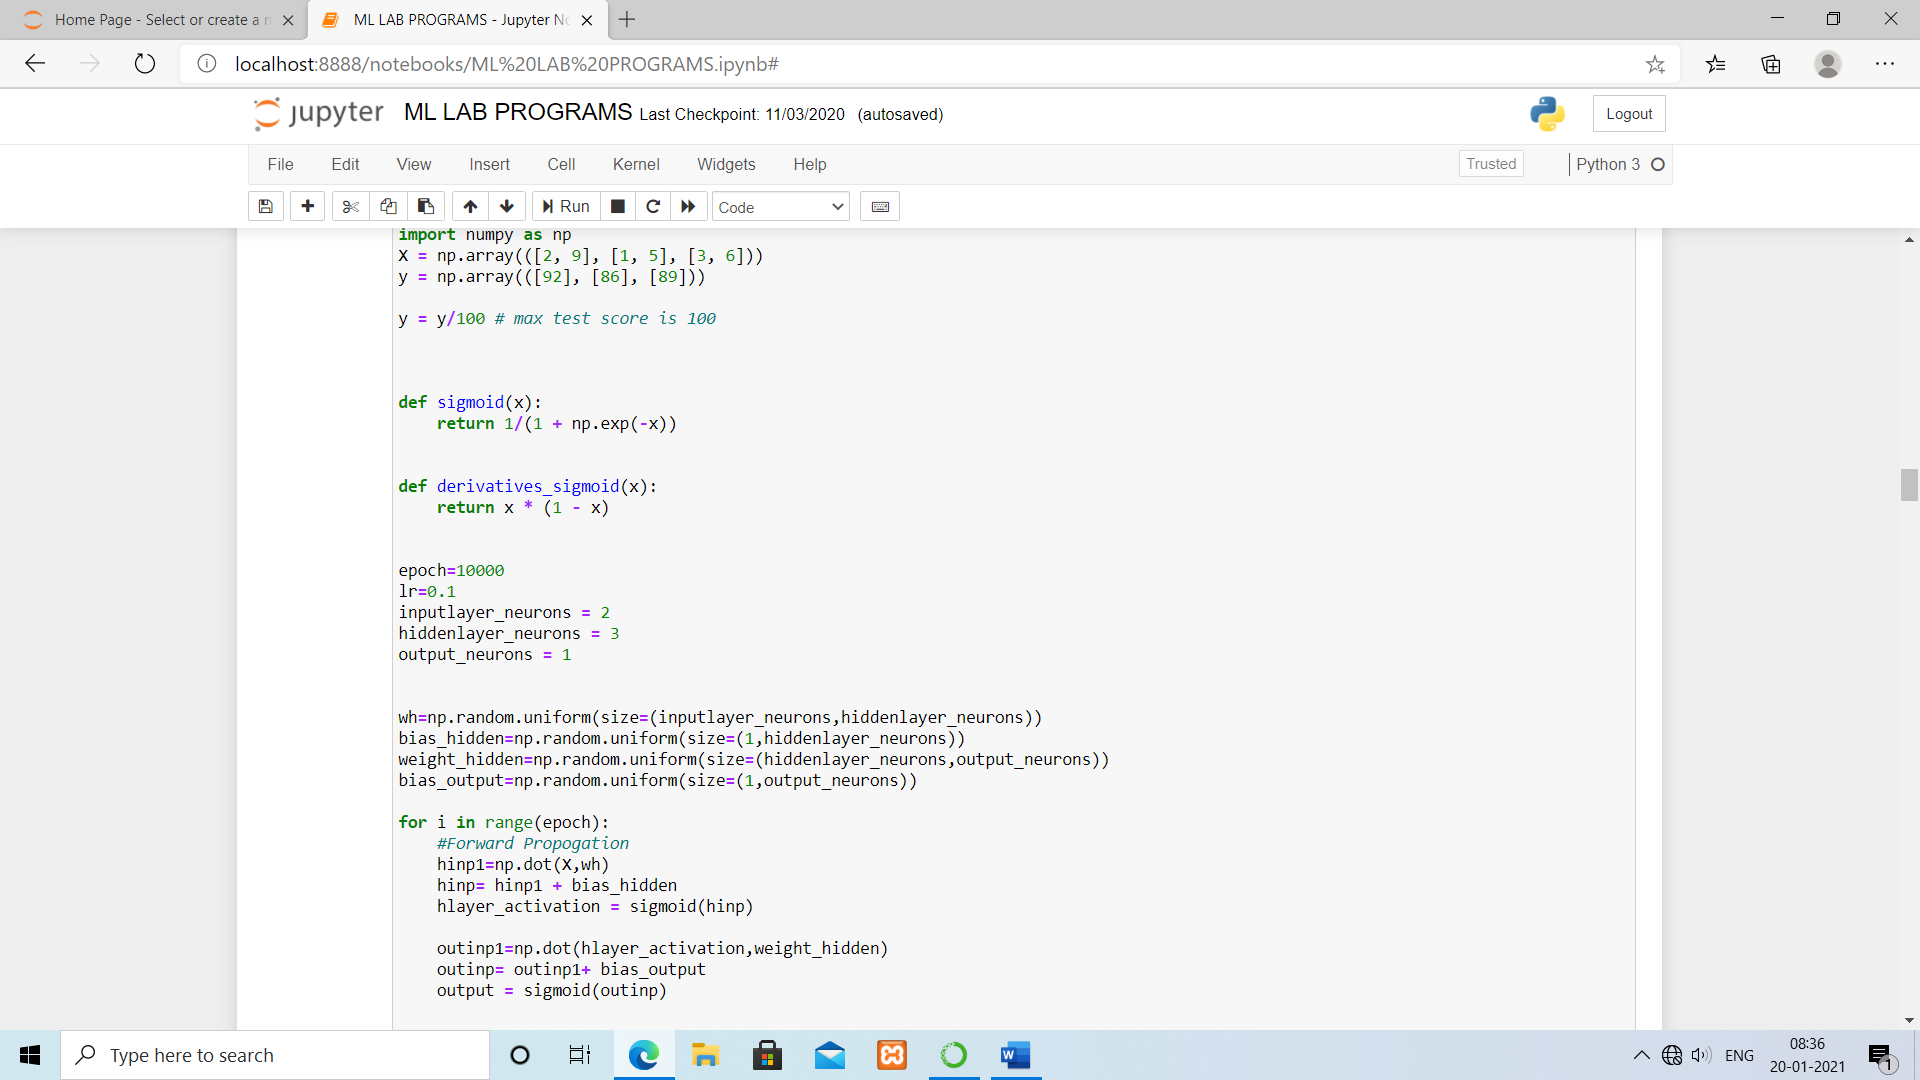 Home Page - Select or create a n
ML LAB PROGRAMS - Jupyter No
localhost:8888/notebooks/ML%20LAB%20PROGRAMS.ipynb#
jupyter ML LAB PROGRAMS Last Checkpoint: 11/03/2020 (autosaved)
Logout
File Edit View Insert Cell Kernel Widgets Help
Trusted
Python 3
Run
Code
import numpy as np
X = np.array(([2, 9], [1, 5], [3, 6]))
y = np.array(([92], [86], [89]))
y = y/100 # max test score is 100
def sigmoid(x):
    return 1/(1 + np.exp(-x))
def derivatives_sigmoid(x):
    return x * (1 - x)
epoch=10000
lr=0.1
inputlayer_neurons = 2
hiddenlayer_neurons = 3
output_neurons = 1
wh=np.random.uniform(size=(inputlayer_neurons,hiddenlayer_neurons))
bias_hidden=np.random.uniform(size=(1,hiddenlayer_neurons))
weight_hidden=np.random.uniform(size=(hiddenlayer_neurons,output_neurons))
bias_output=np.random.uniform(size=(1,output_neurons))
for i in range(epoch):
    #Forward Propogation
    hinp1=np.dot(X,wh)
    hinp= hinp1 + bias_hidden
    hlayer_activation = sigmoid(hinp)
    outinp1=np.dot(hlayer_activation,weight_hidden)
    outinp= outinp1+ bias_output
    output = sigmoid(outinp)
Type here to search
W
ENG
08:36
20-01-2021
1